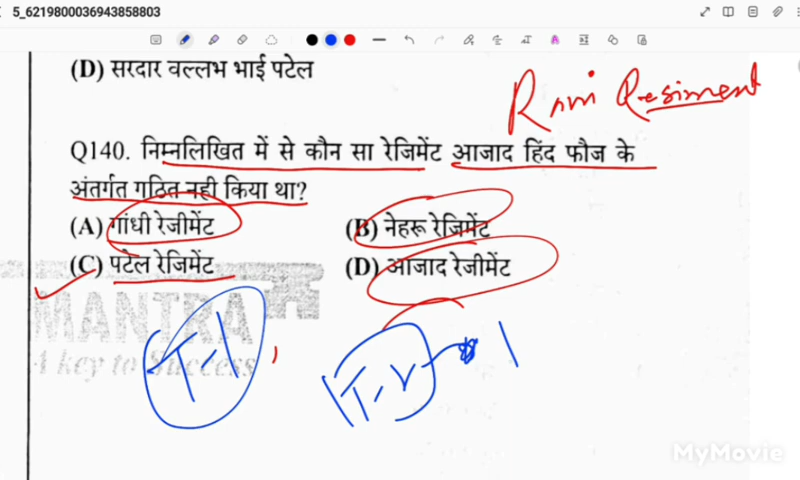 5_6219800036943858803
(D) सरदार वल्लभ भाई पटेल
Rani Regiment
Q140. निम्नलिखित में से कौन सा रेजिमेंट आजाद हिंद फौज के
अंतर्गत गठित नही किया था?
(A) गांधी रेजीमेंट (B) नेहरू रेजिमेंट
(C) पटेल रेजिमेंट (D) आजाद रेजीमेंट
MANTRA
A key to Success
T-1
MyMovie